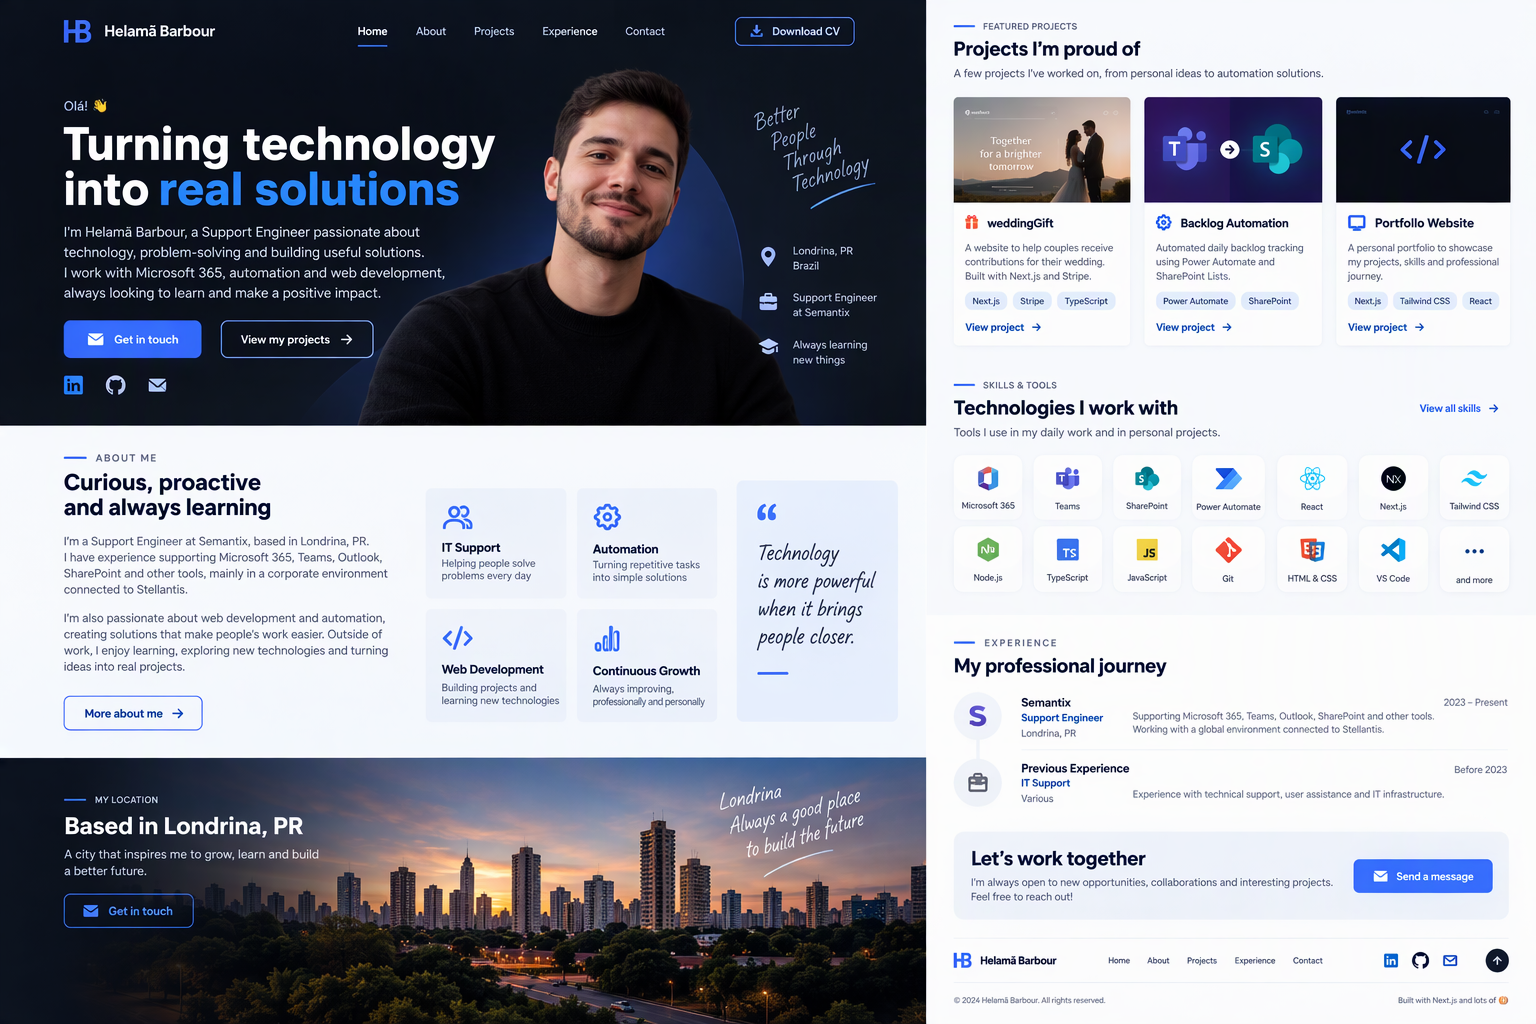 HB Helamã Barbour
Home About Projects Experience Contact
Download CV
Olá! 👋
Turning technology
into real solutions
I'm Helamã Barbour, a Support Engineer passionate about
technology, problem-solving and building useful solutions.
I work with Microsoft 365, automation and web development,
always looking to learn and make a positive impact.
Get in touch
View my projects →
in
Better
People
Through
Technology
Londrina, PR
Brazil
Support Engineer
at Semantix
Always learning
new things
ABOUT ME
Curious, proactive
and always learning
I'm a Support Engineer at Semantix, based in Londrina, PR.
I have experience supporting Microsoft 365, Teams, Outlook,
SharePoint and other tools, mainly in a corporate environment
connected to Stellantis.
I'm also passionate about web development and automation,
creating solutions that make people's work easier. Outside of
work, I enjoy learning, exploring new technologies and turning
ideas into real projects.
More about me →
IT Support
Helping people solve
problems every day
Automation
Turning repetitive tasks
into simple solutions
</>
Web Development
Building projects and
learning new technologies
Continuous Growth
Always improving,
professionally and personally
“
Technology
is more powerful
when it brings
people closer.
MY LOCATION
Based in Londrina, PR
A city that inspires me to grow, learn and build
a better future.
Get in touch
Londrina
Always a good place
to build the future
FEATURED PROJECTS
Projects I'm proud of
A few projects I've worked on, from personal ideas to automation solutions.
Together
for a brighter
tomorrow
weddingGift
A website to help couples receive
contributions for their wedding.
Built with Next.js and Stripe.
Next.js Stripe TypeScript
View project →
T → S
Backlog Automation
Automated daily backlog tracking
using Power Automate and
SharePoint Lists.
Power Automate SharePoint
View project →
</>
Portfollo Website
A personal portfolio to showcase
my projects, skills and professional
journey.
Next.js Tailwind CSS React
View project →
SKILLS & TOOLS
Technologies I work with
View all skills →
Tools I use in my daily work and in personal projects.
Microsoft 365
T
Teams
S
SharePoint
Power Automate
React
NX
Next.js
Tailwind CSS
Nu
Node.js
TS
TypeScript
JS
JavaScript
Git
HTML & CSS
VS Code
and more
EXPERIENCE
My professional journey
S
Semantix
2023 – Present
Support Engineer
Londrina, PR
Supporting Microsoft 365, Teams, Outlook, SharePoint and other tools.
Working with a global environment connected to Stellantis.
Previous Experience
Before 2023
IT Support
Various
Experience with technical support, user assistance and IT infrastructure.
Let's work together
I'm always open to new opportunities, collaborations and interesting projects.
Feel free to reach out!
Send a message
HB Helamã Barbour
Home About Projects Experience Contact
in
© 2024 Helamã Barbour. All rights reserved.
Built with Next.js and lots of